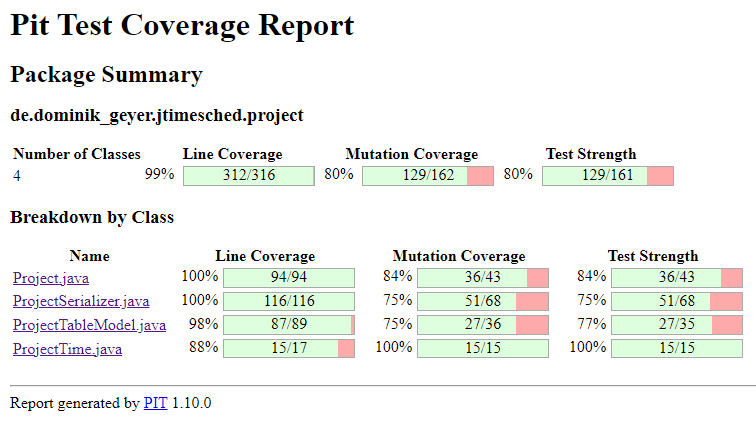 Pit Test Coverage Report
Package Summary
de.dominik_geyer.jtimesched.project
Number of Classes Line Coverage Mutation Coverage Test Strength
4 99% 312/316 80% 129/162 80% 129/161
Breakdown by Class
Name Line Coverage Mutation Coverage Test Strength
Project.java 100% 94/94 84% 36/43 84% 36/43
ProjectSerializer.java 100% 116/116 75% 51/68 75% 51/68
ProjectTableModel.java 98% 87/89 75% 27/36 77% 27/35
ProjectTime.java 88% 15/17 100% 15/15 100% 15/15
Report generated by PIT 1.10.0